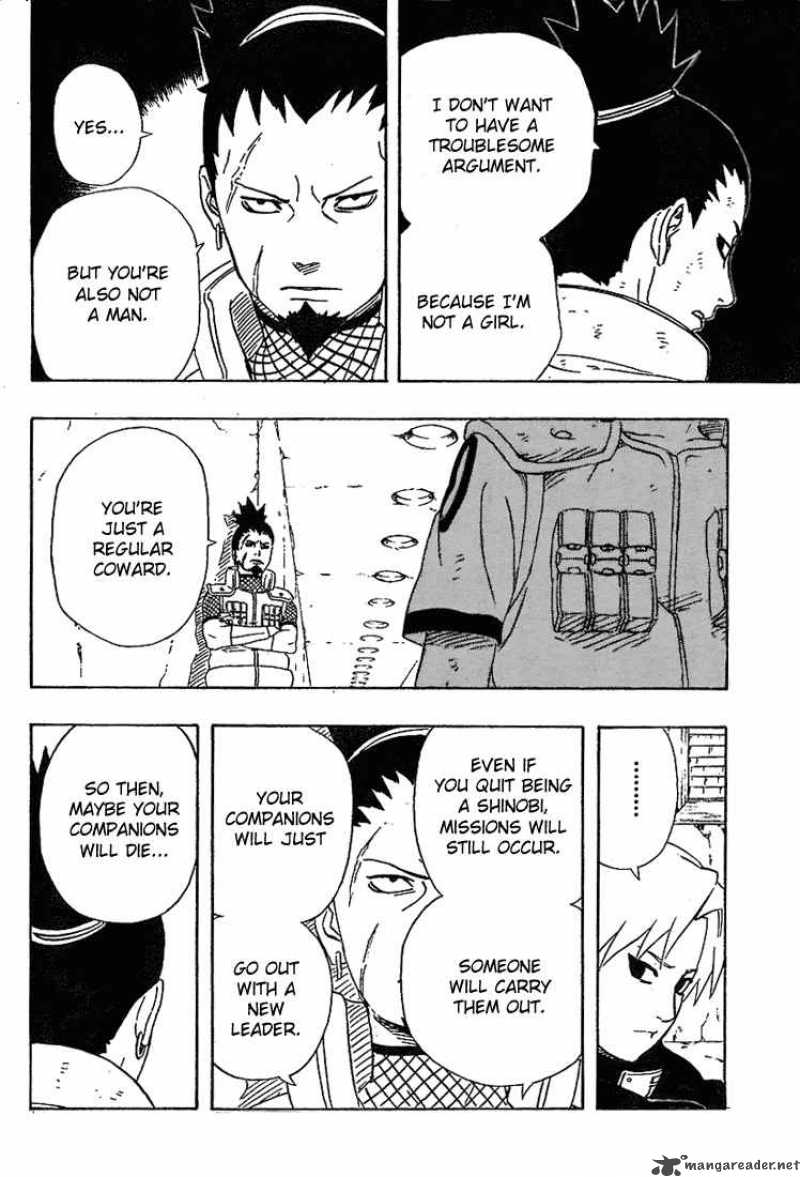 I DON'T WANT
TO HAVE A
TROUBLESOME
ARGUMENT.
BECAUSE I'M
NOT A GIRL.
YES...
BUT YOU'RE
ALSO NOT
A MAN.
YOU'RE
JUST A
REGULAR
COWARD.
..........
EVEN IF
YOU QUIT BEING
A SHINOBI,
MISSIONS WILL
STILL OCCUR.
SOMEONE
WILL CARRY
THEM OUT.
YOUR
COMPANIONS
WILL JUST
GO OUT
WITH A
NEW
LEADER.
SO THEN,
MAYBE YOUR
COMPANIONS
WILL DIE...
mangareader.net